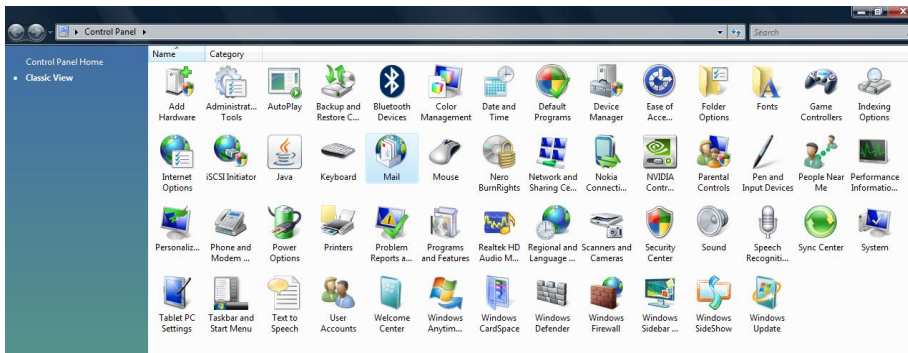 Control Panel
Search
Control Panel Home
Classic View
Name Category
Add Administrat... AutoPlay Backup and Bluetooth Color Date and Default Device Ease of Folder Fonts Game Indexing
Hardware Tools Restore C... Devices Management Time Programs Manager Acce... Options Controllers Options
Internet iSCSI Initiator Java Keyboard Mail Mouse Nero Network and Nokia NVIDIA Parental Pen and People Near Performance
Options BurnRights Sharing Ce... Connecti... Contr... Controls Input Devices Me Informatio...
Personaliz... Phone and Power Printers Problem Programs Realtek HD Regional and Scanners and Security Sound Speech Sync Center System
Modem ... Options Reports a... and Features Audio M... Language ... Cameras Center Recogniti...
Tablet PC Taskbar and Text to User Welcome Windows Windows Windows Windows Windows Windows Windows
Settings Start Menu Speech Accounts Center Anytim... CardSpace Defender Firewall Sidebar ... SideShow Update